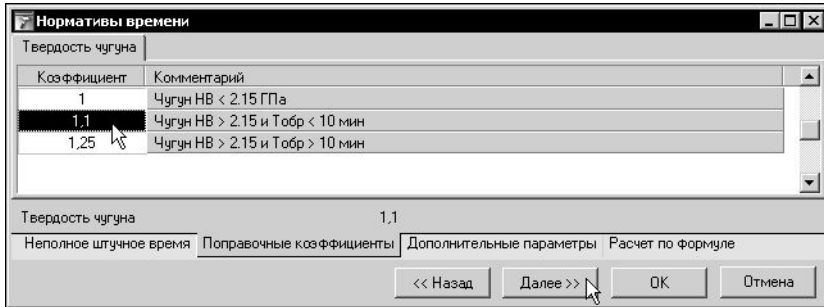 Нормативы времени
Твердость чугуна
Коэффициент Комментарий
1 Чугун НВ < 2.15 ГПа
1,1 Чугун НВ > 2.15 и Тобр < 10 мин
1,25 Чугун НВ > 2.15 и Тобр > 10 мин
Твердость чугуна 1,1
Неполное штучное время Поправочные коэффициенты Дополнительные параметры Расчет по формуле
<< Назад Далее >> OK Отмена